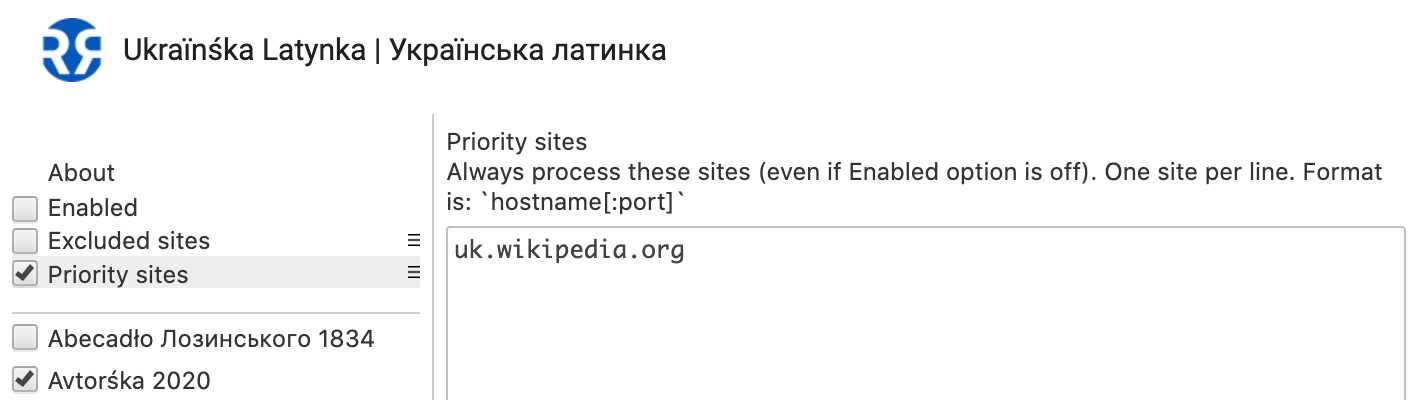 Ukraїnśka Latynka | Українська латинка
About
Enabled
Excluded sites
Priority sites
Abecadło Лозинського 1834
Avtorśka 2020
Priority sites
Always process these sites (even if Enabled option is off). One site per line. Format
is: `hostname[:port]`
uk.wikipedia.org